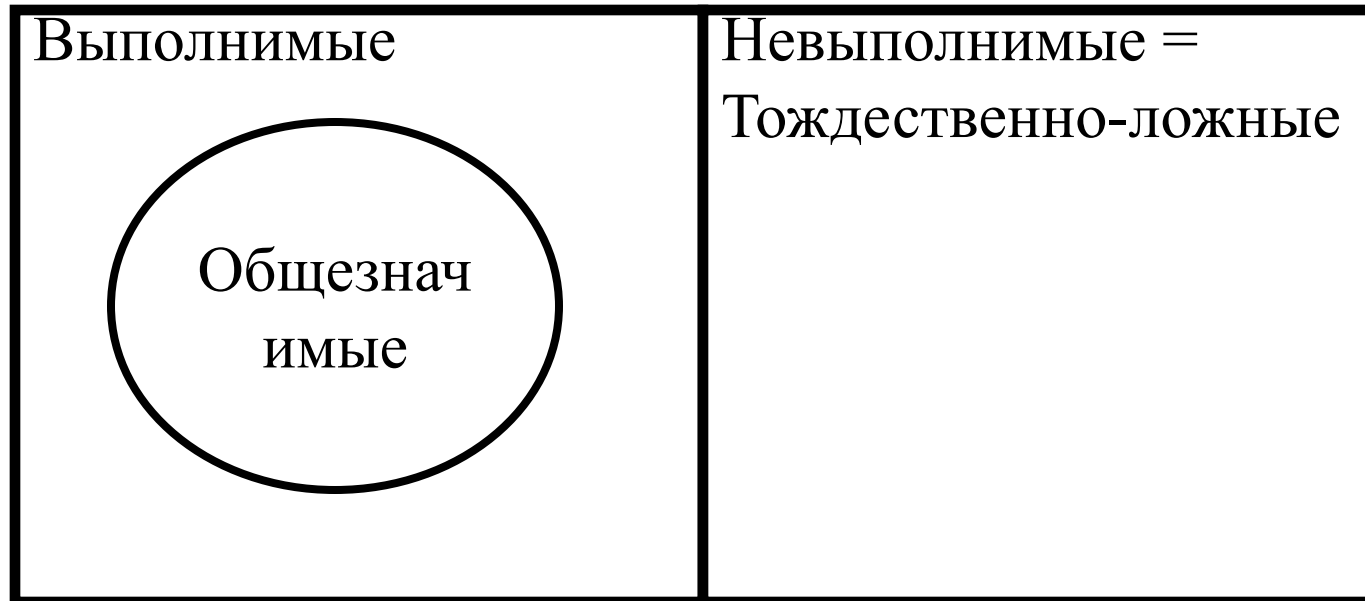 Выполнимые
Невыполнимые =
Тождественно-ложные
Общезнач
имые